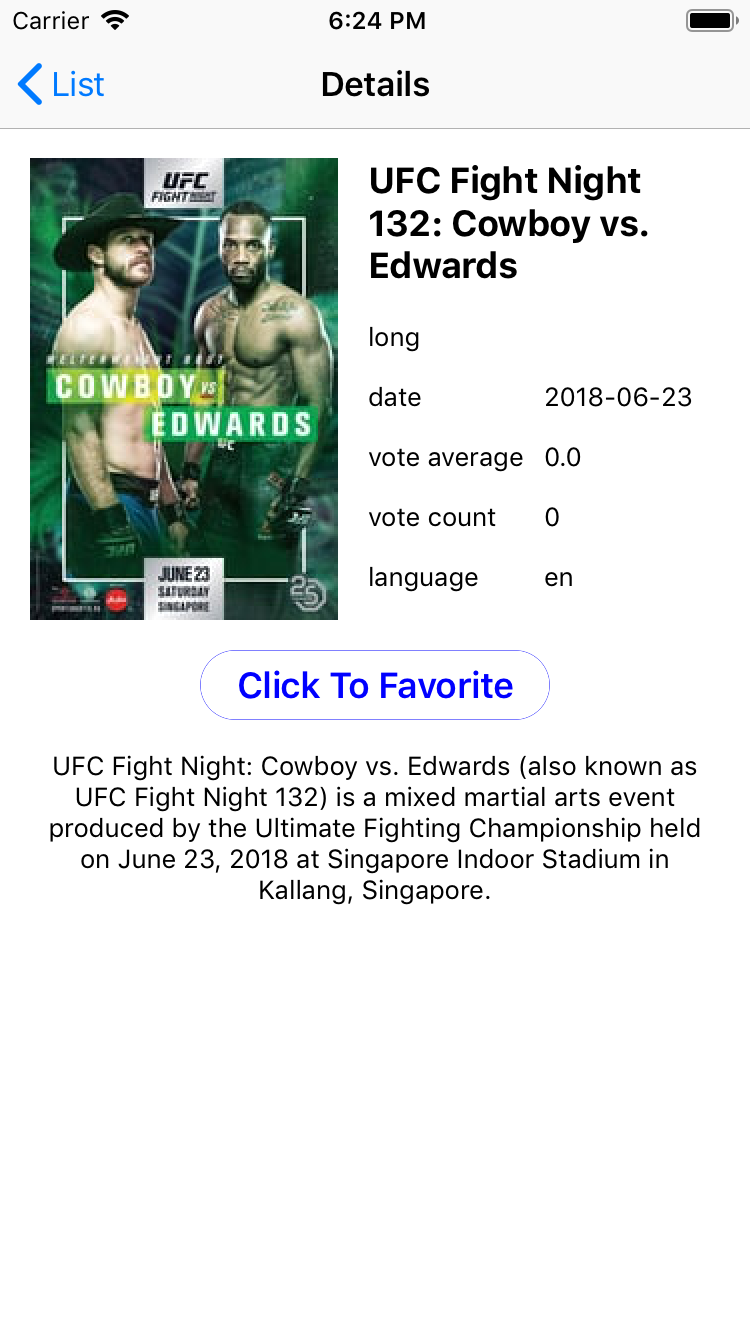 Carrier 6:24 PM
List Details
UFC
FIGHT NIGHT
WELTERWEIGHT BOUT
COWBOY VS
EDWARDS
UFC
JUNE 23
SATURDAY
SINGAPORE
25
UFC Fight Night
132: Cowboy vs.
Edwards
long
date 2018-06-23
vote average 0.0
vote count 0
language en
Click To Favorite
UFC Fight Night: Cowboy vs. Edwards (also known as
UFC Fight Night 132) is a mixed martial arts event
produced by the Ultimate Fighting Championship held
on June 23, 2018 at Singapore Indoor Stadium in
Kallang, Singapore.